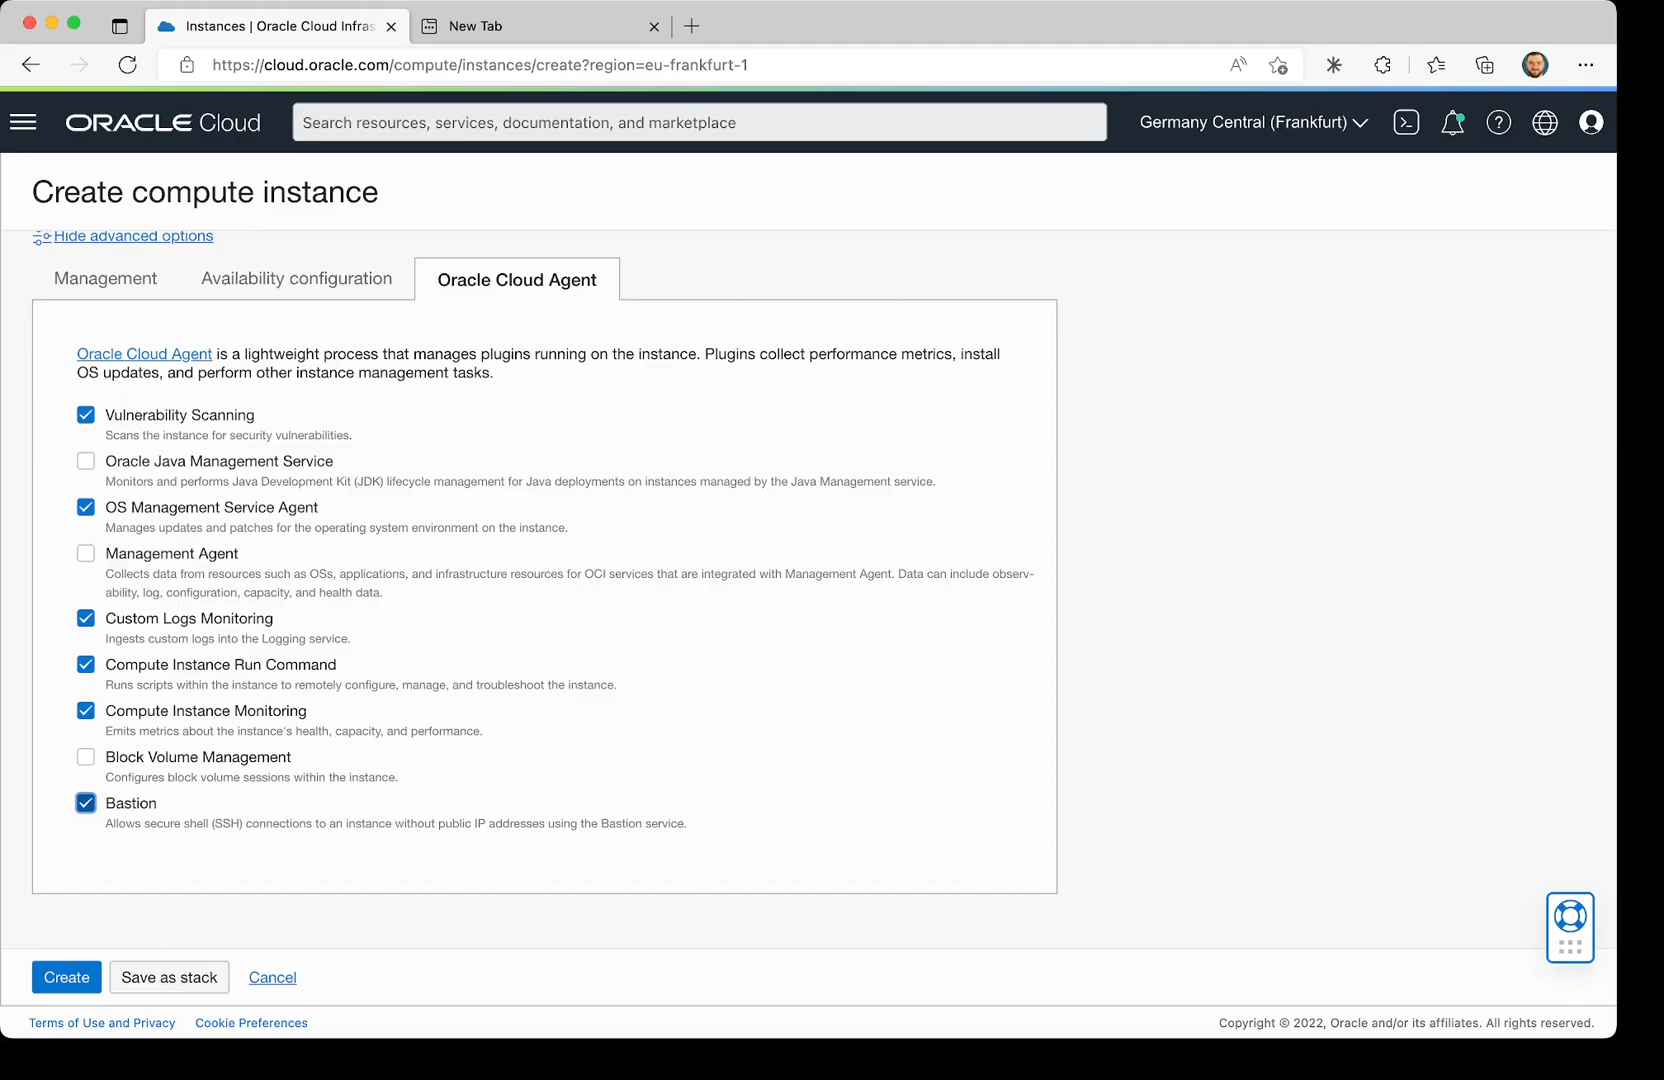 Instances | Oracle Cloud Infras
New Tab
https://cloud.oracle.com/compute/instances/create?region=eu-frankfurt-1
ORACLE Cloud
Search resources, services, documentation, and marketplace
Germany Central (Frankfurt)
Create compute instance
Hide advanced options
Management
Availability configuration
Oracle Cloud Agent
Oracle Cloud Agent is a lightweight process that manages plugins running on the instance. Plugins collect performance metrics, install
OS updates, and perform other instance management tasks.
Vulnerability Scanning
Scans the instance for security vulnerabilities.
Oracle Java Management Service
Monitors and performs Java Development Kit (JDK) lifecycle management for Java deployments on instances managed by the Java Management service.
OS Management Service Agent
Manages updates and patches for the operating system environment on the instance.
Management Agent
Collects data from resources such as OSs, applications, and infrastructure resources for OCI services that are integrated with Management Agent. Data can include observ-
ability, log, configuration, capacity, and health data.
Custom Logs Monitoring
Ingests custom logs into the Logging service.
Compute Instance Run Command
Runs scripts within the instance to remotely configure, manage, and troubleshoot the instance.
Compute Instance Monitoring
Emits metrics about the instance's health, capacity, and performance.
Block Volume Management
Configures block volume sessions within the instance.
Bastion
Allows secure shell (SSH) connections to an instance without public IP addresses using the Bastion service.
Create
Save as stack
Cancel
Terms of Use and Privacy
Cookie Preferences
Copyright © 2022, Oracle and/or its affiliates. All rights reserved.